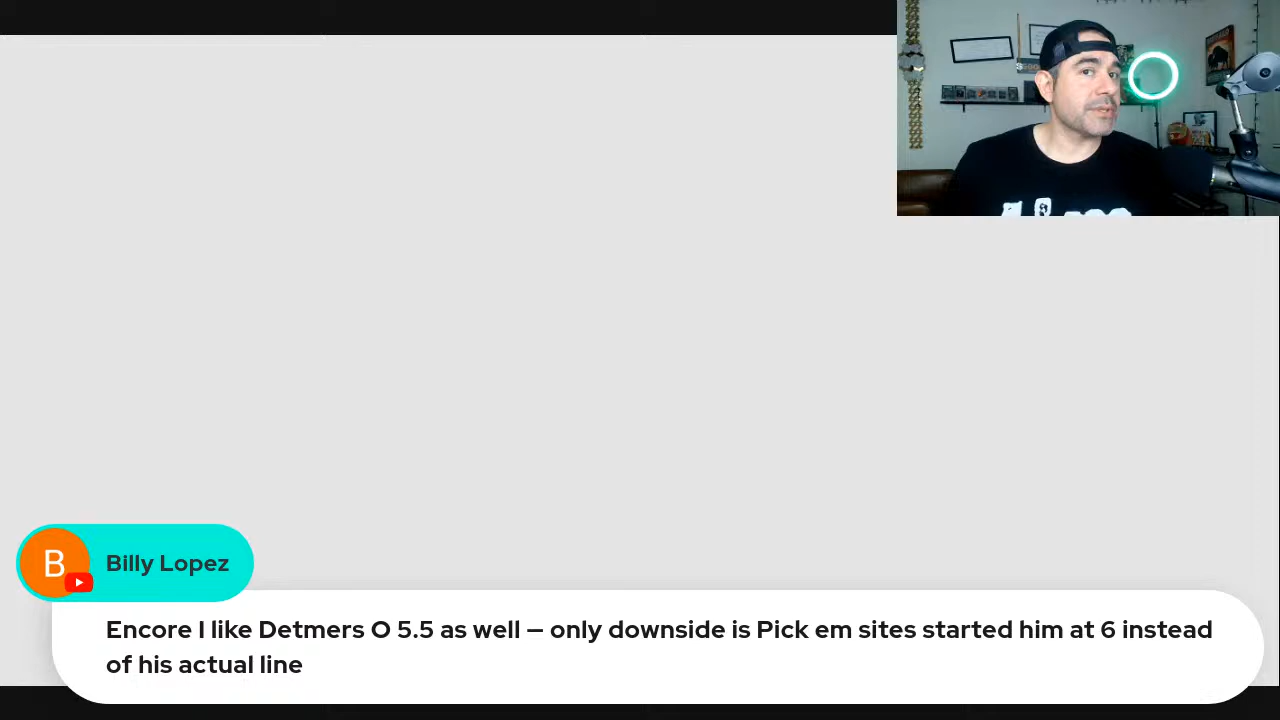 B
Billy Lopez
Encore I like Detmers O 5.5 as well — only downside is Pick em sites started him at 6 instead
of his actual line